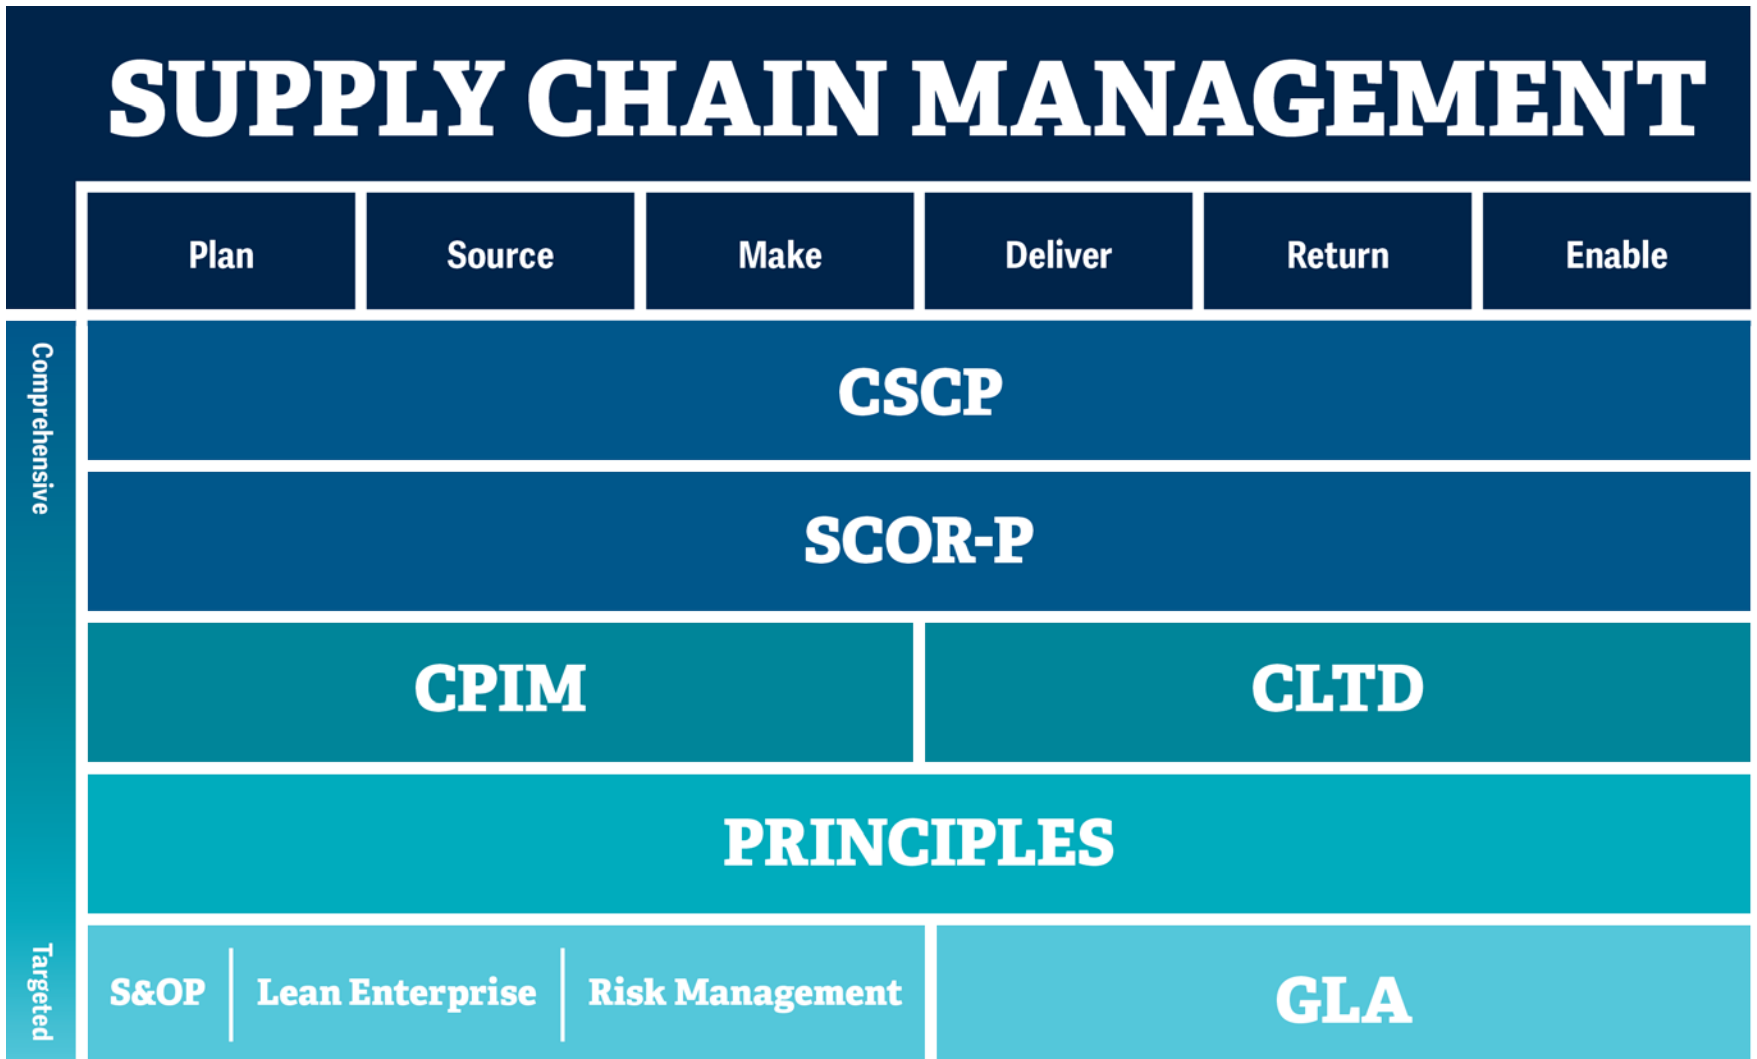 SUPPLY CHAIN MANAGEMENT
Plan
Source
Make
Deliver
Return
Enable
Comprehensive
CSCP
SCOR-P
CPIM
CLTD
PRINCIPLES
Targeted
S&OP
Lean Enterprise
Risk Management
GLA